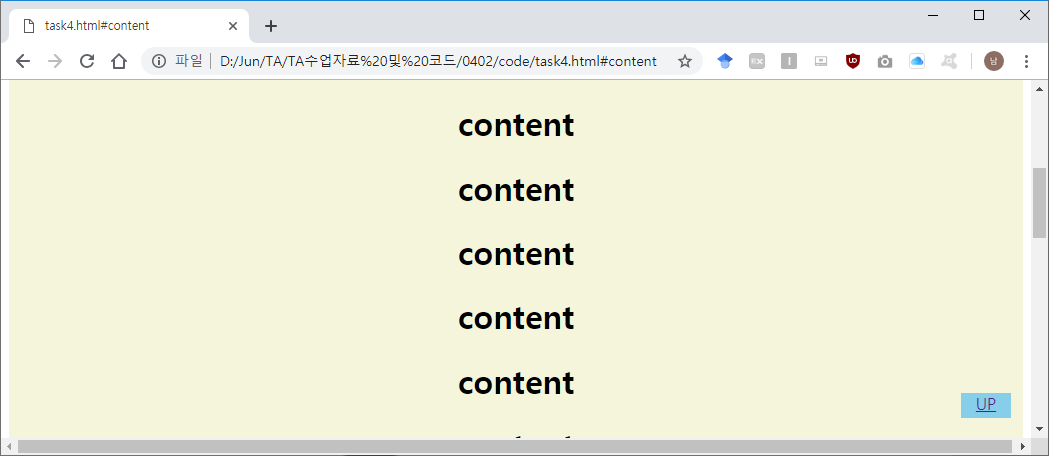 task4.html#content
파일 | D:/Jun/TA/TA수업자료%20및%20코드/0402/code/task4.html#content
남
content
content
content
content
content
UP